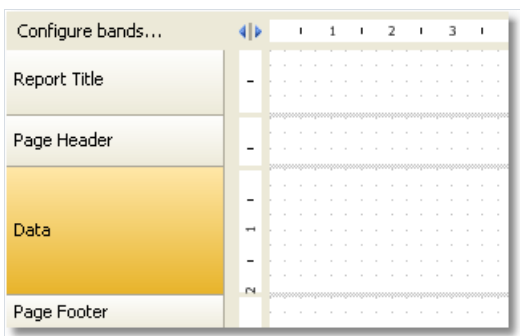 Configure bands...
1 2 3
Report Title
Page Header
Data
1
2
Page Footer